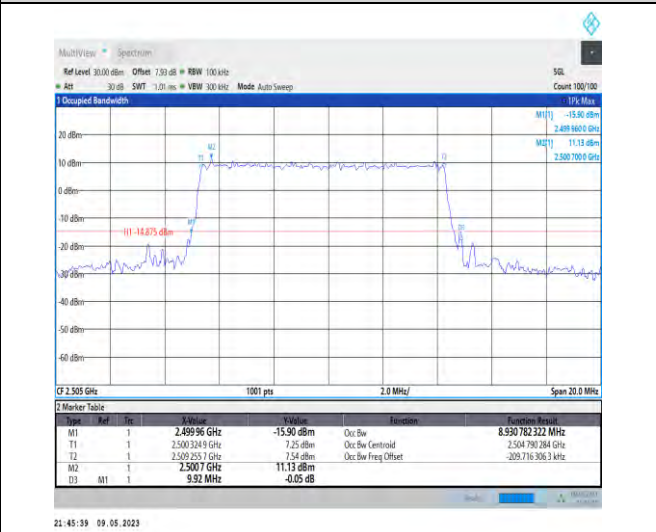 MultiView Spectrum
Ref Level 30.00 dBm Offset 7.93 dB RBW 100 kHz SGL
Att 30 dB SWT 1.01 ms VBW 300 kHz Mode Auto Sweep Count 100/100
1 Occupied Bandwidth 1Pk Max
M1[1] -15.90 dBm
2.499 960 0 GHz
M2[1] 11.13 dBm
2.500 700 0 GHz
20 dBm
M2
T1 T2
10 dBm
0 dBm
-10 dBm
M1
D3
H1 -14.875 dBm
-20 dBm
-30 dBm
-40 dBm
-50 dBm
-60 dBm
CF 2.505 GHz 1001 pts 2.0 MHz/ Span 20.0 MHz
2 Marker Table
Type Ref Trc X-Value Y-Value Function Function Result
M1 1 2.499 96 GHz -15.90 dBm Occ Bw 8.930 782 322 MHz
T1 1 2.500 324 9 GHz 7.25 dBm Occ Bw Centroid 2.504 790 284 GHz
T2 1 2.509 255 7 GHz 7.54 dBm Occ Bw Freq Offset -209.716 306 3 kHz
M2 1 2.500 7 GHz 11.13 dBm
D3 M1 1 9.92 MHz -0.05 dB
21:45:39 09.05.2023